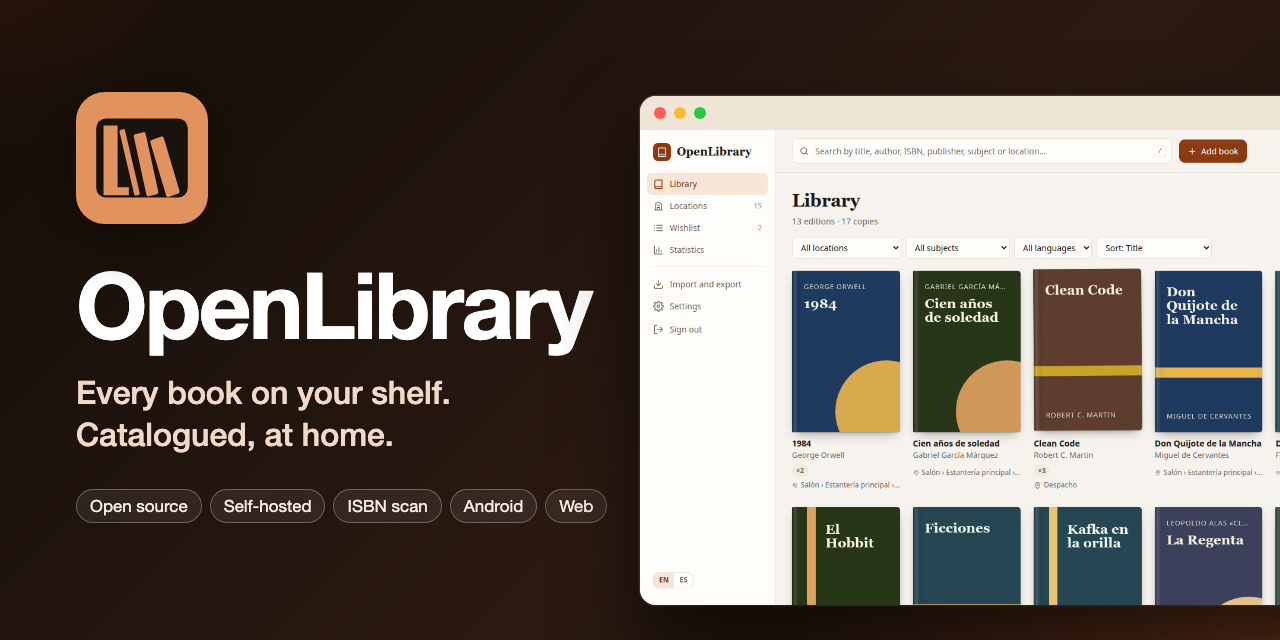 OpenLibrary
Every book on your shelf.
Catalogued, at home.
Open source
Self-hosted
ISBN scan
Android
Web
OpenLibrary
Library
Locations 15
Wishlist 2
Statistics
Import and export
Settings
Sign out
EN ES
Search by title, author, ISBN, publisher, subject or location... /
+ Add book
Library
13 editions · 17 copies
All locations
All subjects
All languages
Sort: Title
GEORGE ORWELL
1984
1984
George Orwell
×2
Salón › Estantería principal ›...
GABRIEL GARCÍA MÁ...
Cien años
de soledad
Cien años de soledad
Gabriel García Márquez
Salón › Estantería principal ›...
Clean Code
ROBERT C. MARTIN
Clean Code
Robert C. Martin
×3
Despacho
Don
Quijote de
la Mancha
MIGUEL DE CERVANTES
Don Quijote de la Mancha
Miguel de Cervantes
Salón › Estantería principal ›...
El
Hobbit
Ficciones
Kafka en
la orilla
LEOPOLDO ALAS «CL...
La Regenta